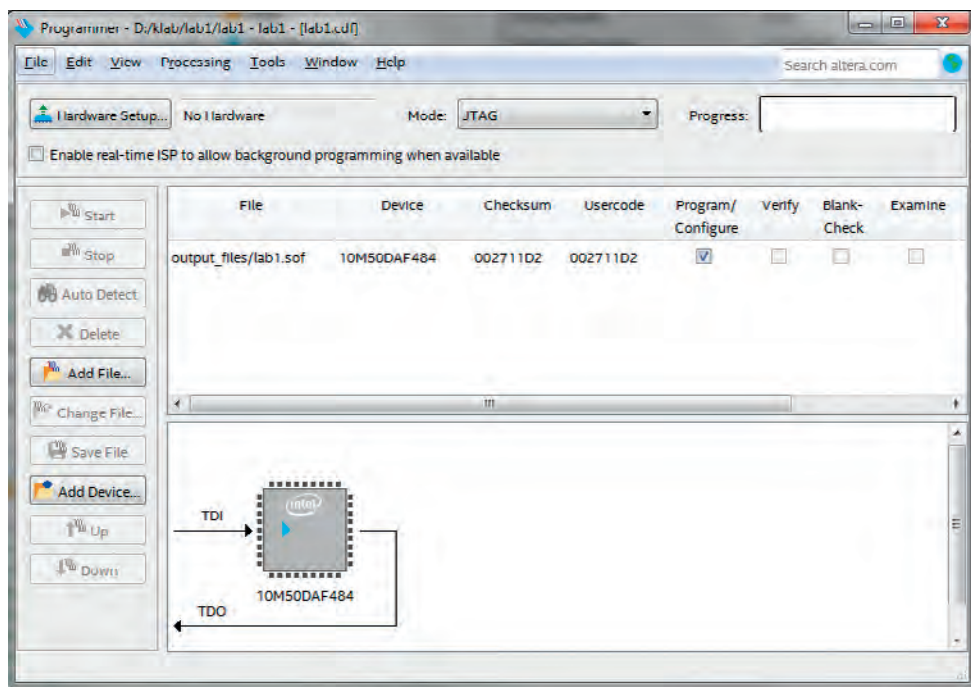 Programmer - D:/klab/lab1/lab1 - lab1 - [lab1.cdf]
File Edit View Processing Tools Window Help
Search altera.com
Hardware Setup... No Hardware Mode: JTAG Progress:
Enable real-time ISP to allow background programming when available
File Device Checksum Usercode Program/ Configure Verify Blank- Check Examine
output_files/lab1.sof 10M50DAF484 002711D2 002711D2
Start
Stop
Auto Detect
Delete
Add File...
Change File...
Save File
Add Device...
Up
Down
intel
TDI
10M50DAF484
TDO